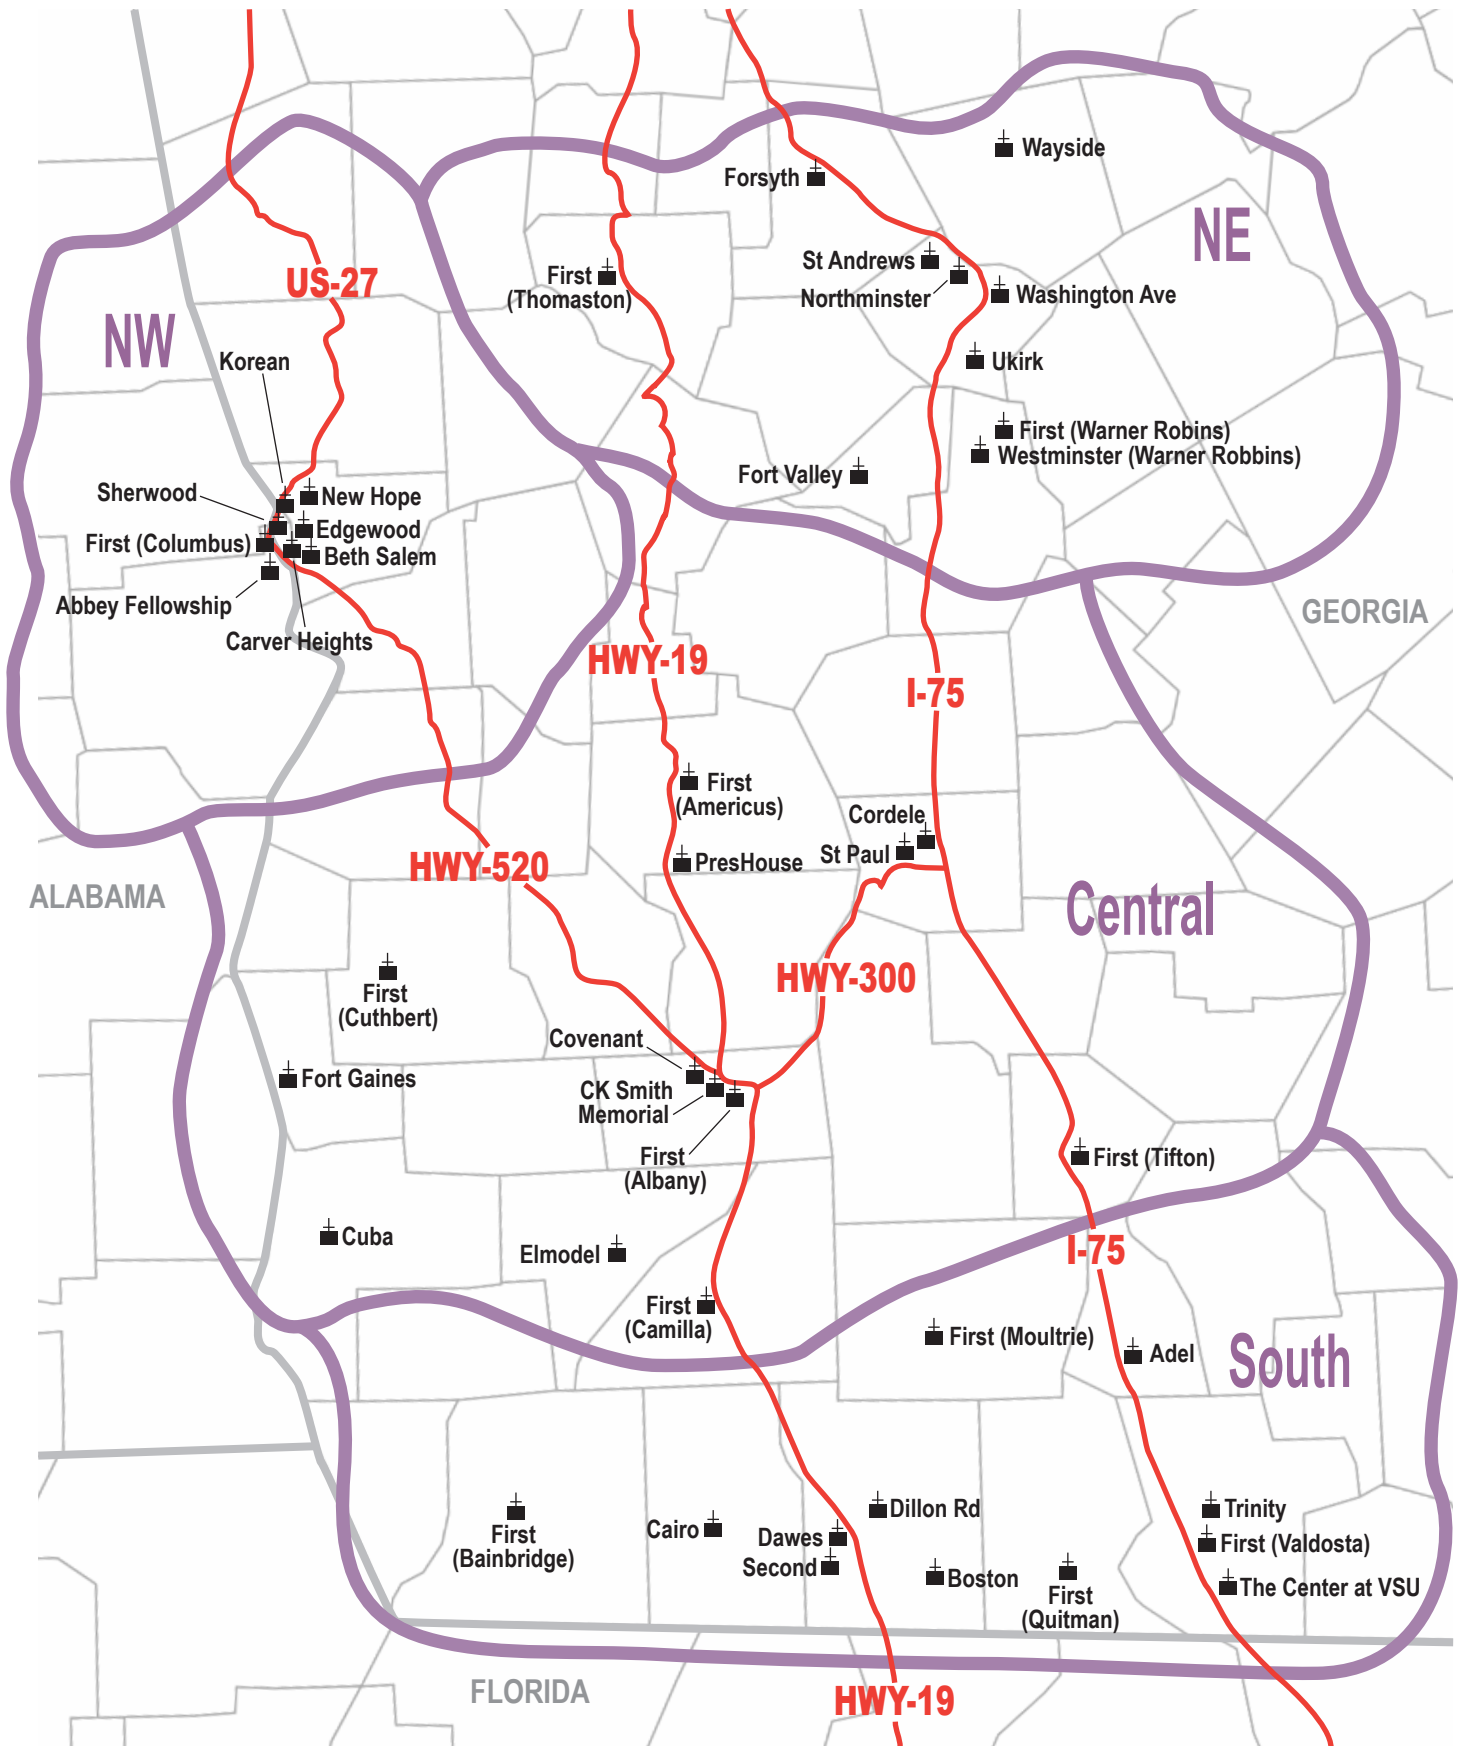 Wayside
Forsyth
NE
St Andrews
First
(Thomaston)
US-27
Northminster
Washington Ave
NW
Korean
Ukirk
First (Warner Robins)
Westminster (Warner Robbins)
Fort Valley
Sherwood
New Hope
Edgewood
First (Columbus)
Beth Salem
Abbey Fellowship
Carver Heights
GEORGIA
HWY-19
I-75
First
(Americus)
Cordele
St Paul
PresHouse
HWY-520
ALABAMA
Central
HWY-300
First
(Cuthbert)
Covenant
Fort Gaines
CK Smith
Memorial
First
(Albany)
First (Tifton)
Cuba
Elmodel
I-75
First
(Camilla)
First (Moultrie)
Adel
South
First
(Bainbridge)
Cairo
Dillon Rd
Dawes
Second
Boston
First
(Quitman)
Trinity
First (Valdosta)
The Center at VSU
FLORIDA
HWY-19